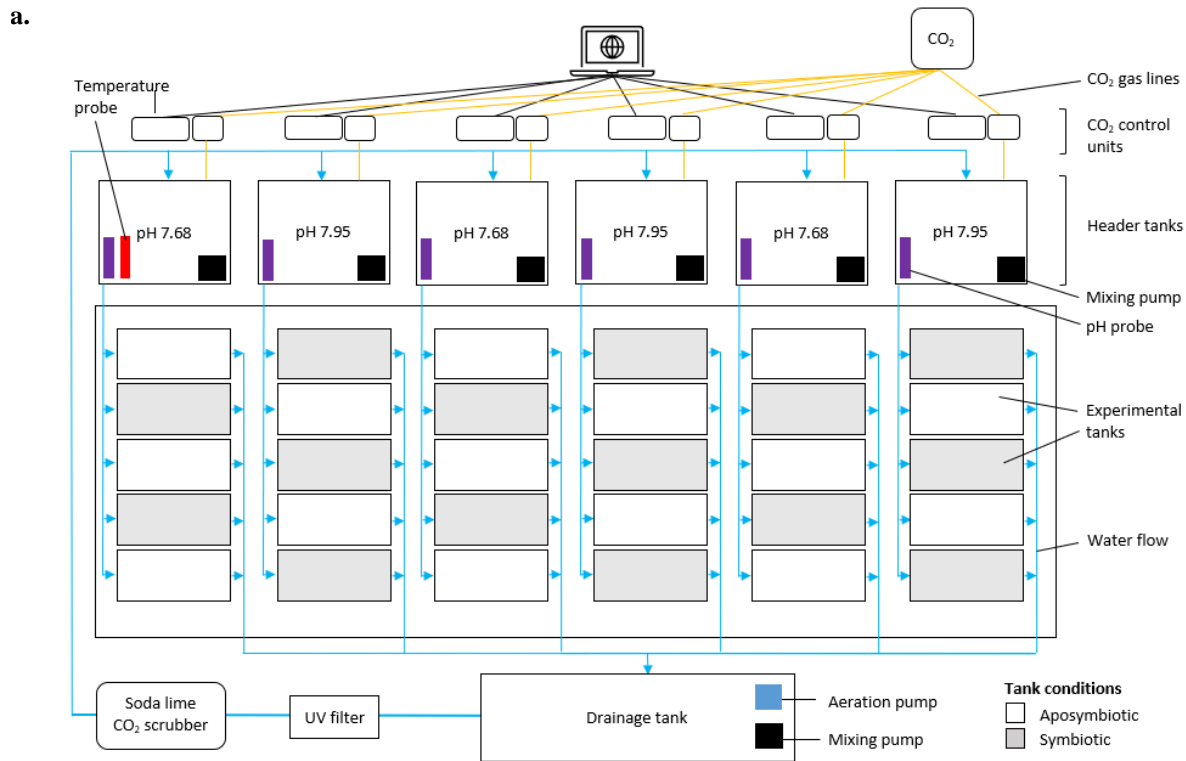 a.
CO₂
Temperature
probe
CO₂ gas lines
CO₂ control
units
pH 7.68
pH 7.95
pH 7.68
pH 7.95
pH 7.68
pH 7.95
Header tanks
Mixing pump
pH probe
Experimental
tanks
Water flow
Soda lime
CO₂ scrubber
UV filter
Drainage tank
Aeration pump
Mixing pump
Tank conditions
Aposymbiotic
Symbiotic